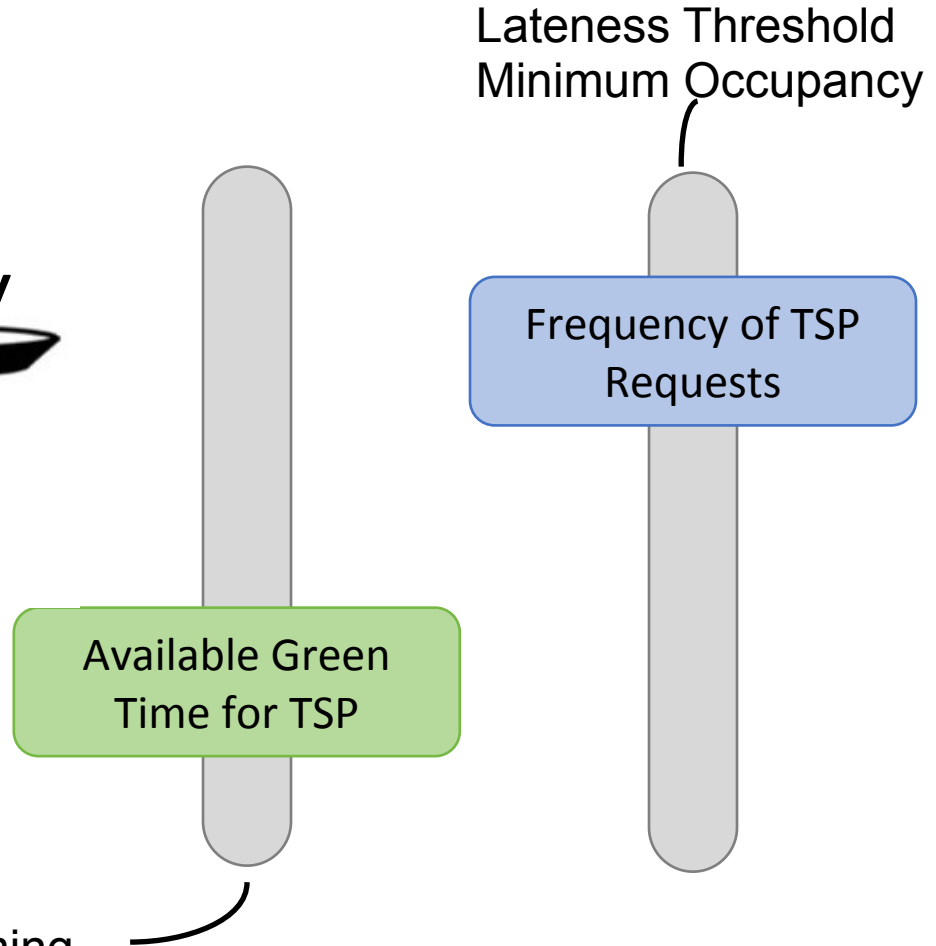 Lateness Threshold
Minimum Occupancy
Frequency of TSP
Requests
Available Green
Time for TSP